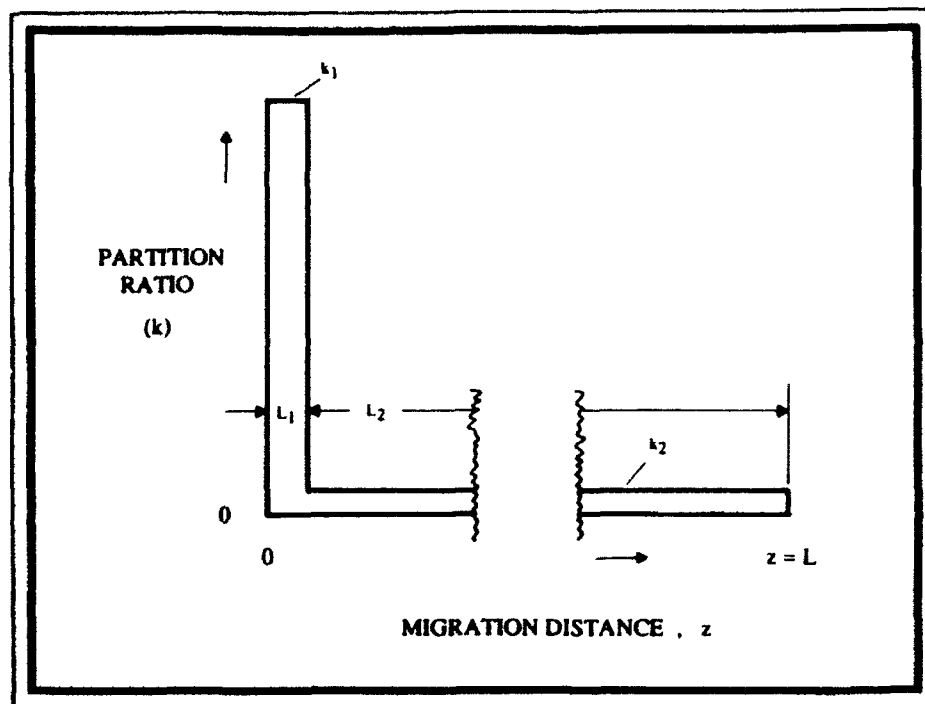 k1
PARTITION
RATIO
(k)
L1
L2
k2
0
0
z = L
MIGRATION DISTANCE , z